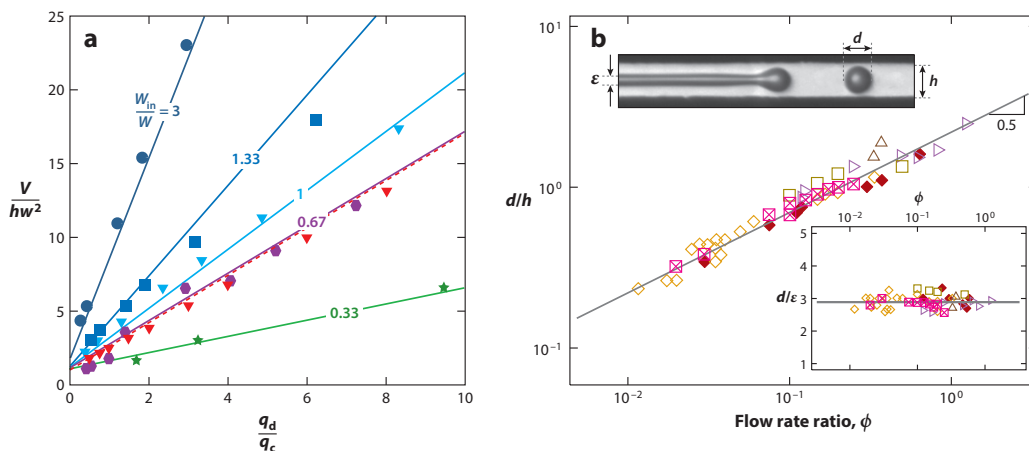 a
25
20
15
10
5
0
V
hw²
W_in
W
= 3
1.33
1
0.67
0.33
0 2 4 6 8 10
q_d
q_c
b
10¹
10⁰
10⁻¹
d/h
ε
d
h
0.5
10⁻² 10⁻¹ 10⁰
Flow rate ratio, ϕ
ϕ
10⁻² 10⁻¹ 10⁰
5
4
d/ε 3
2
1